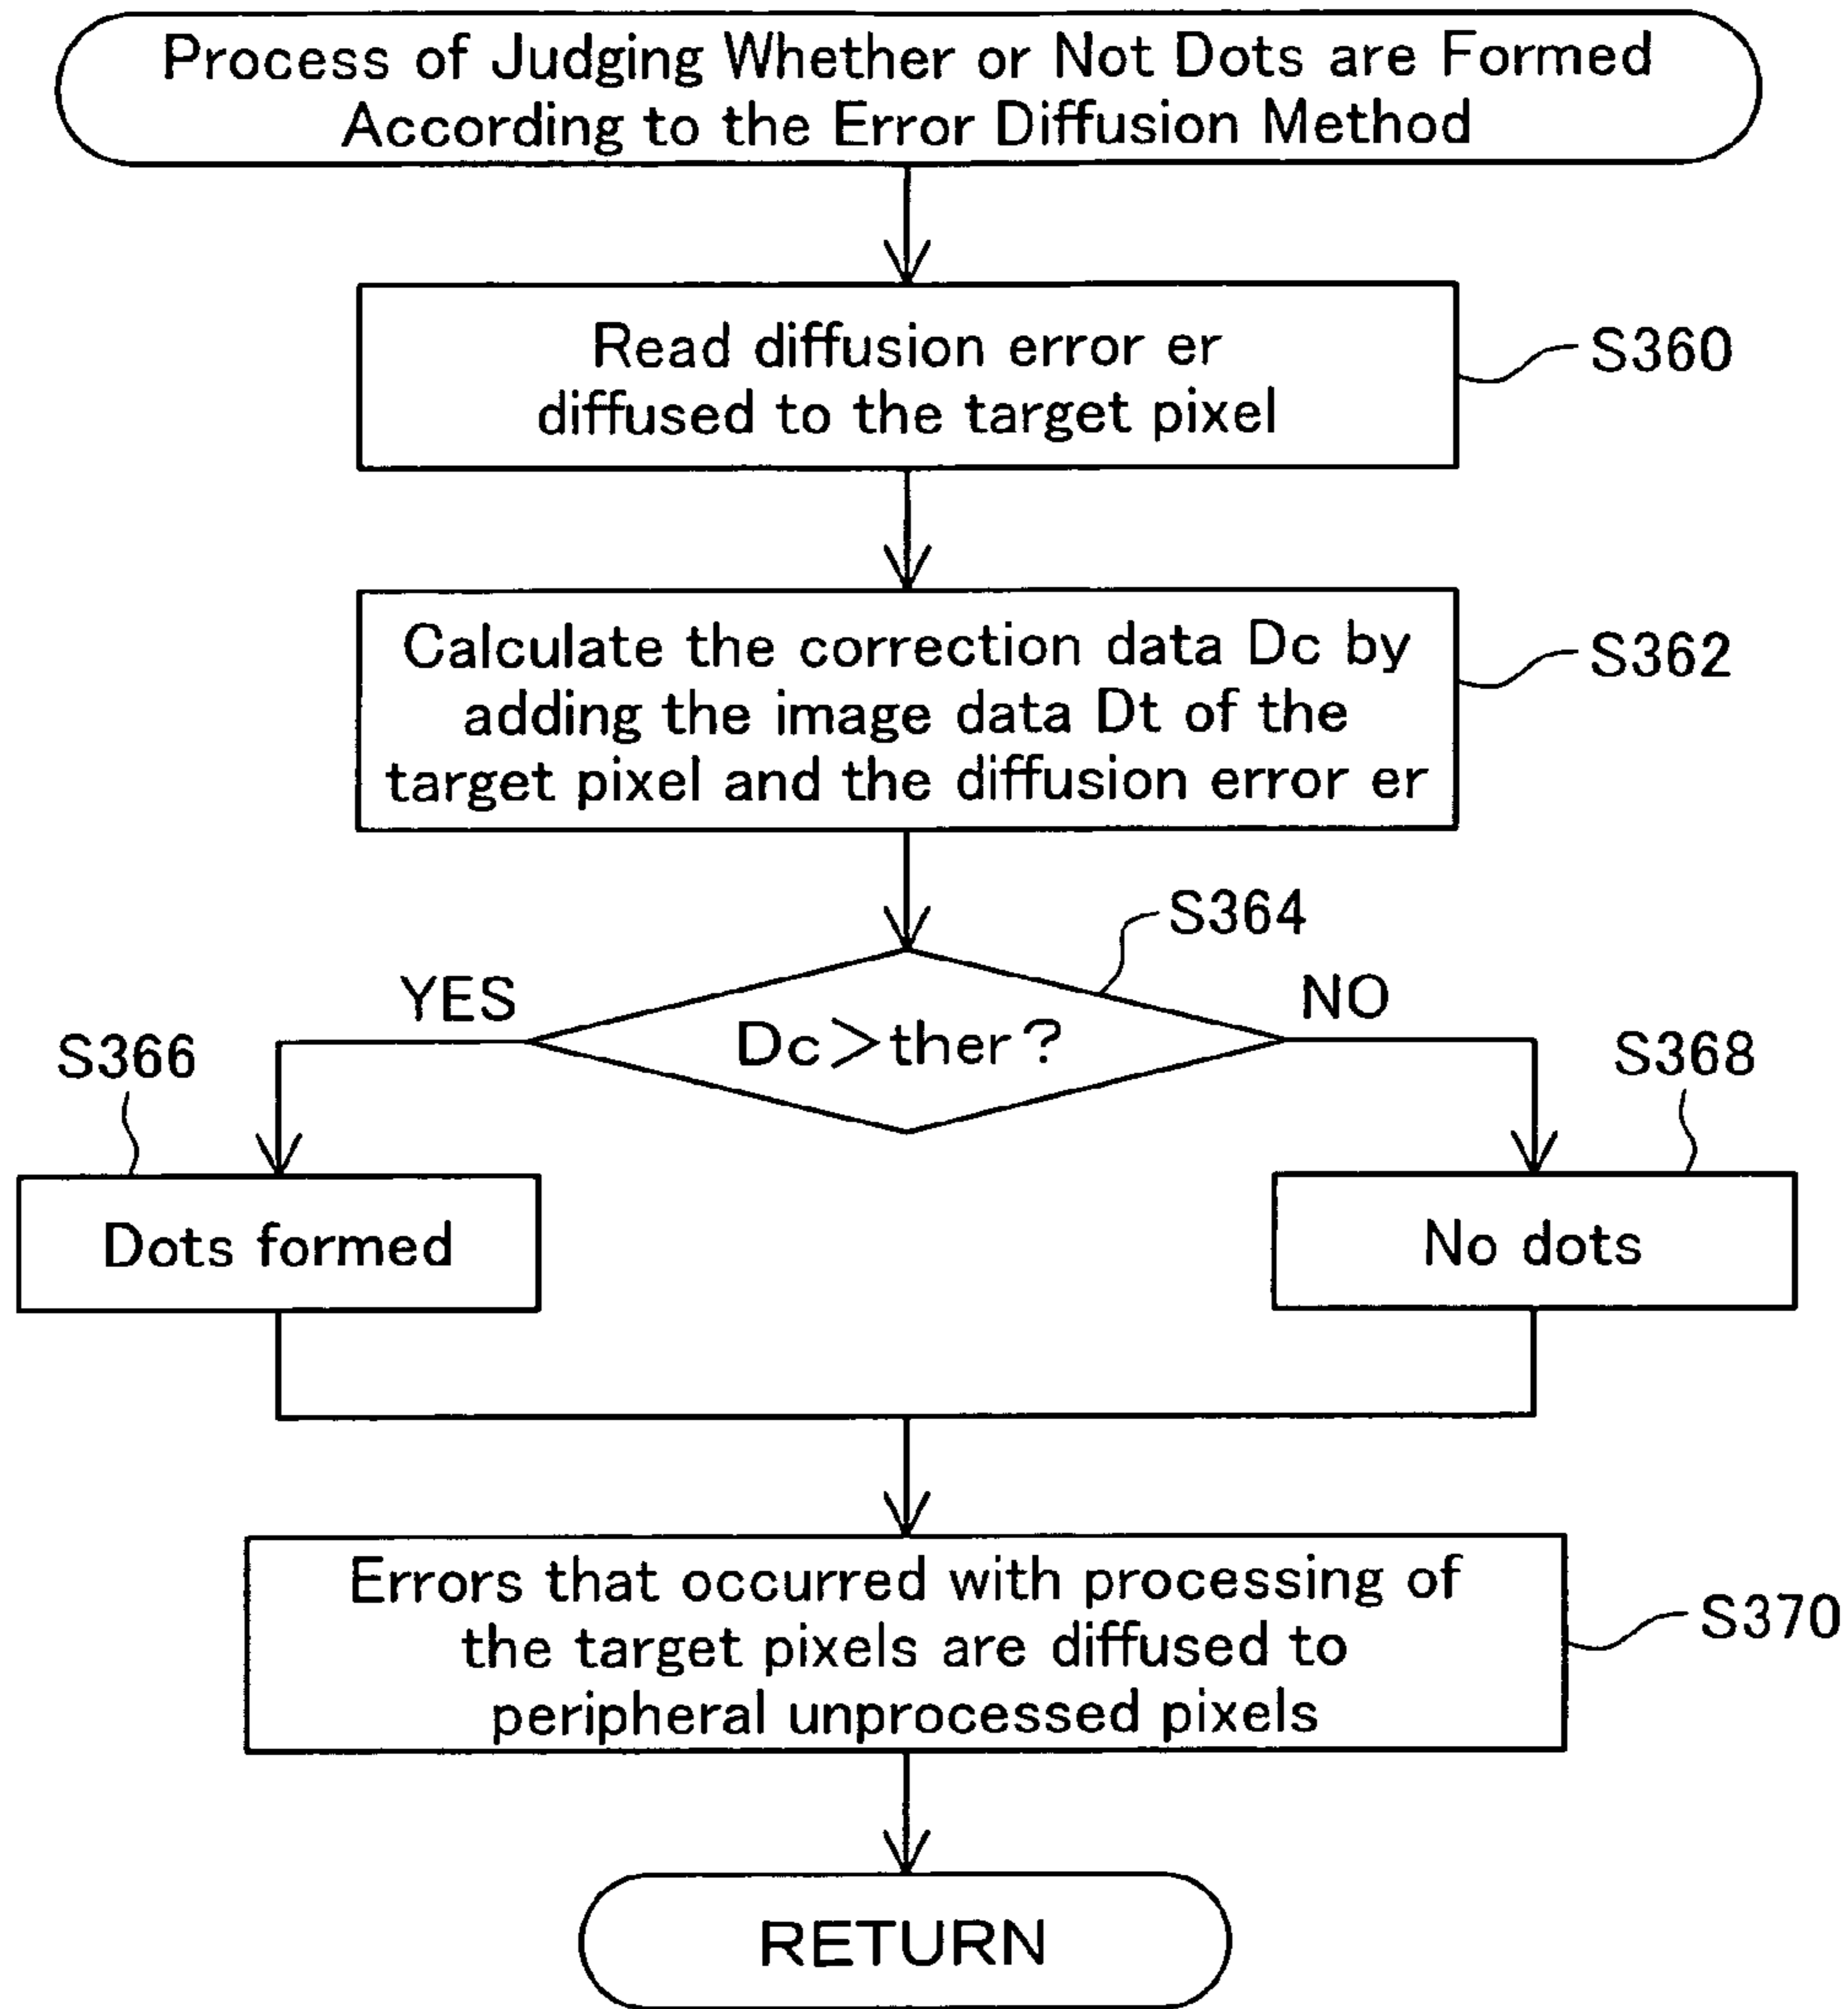 Process of Judging Whether or Not Dots are Formed
According to the Error Diffusion Method
Read diffusion error er
diffused to the target pixel
S360
Calculate the correction data Dc by
adding the image data Dt of the
target pixel and the diffusion error er
S362
S364
YES
NO
Dc>ther?
S366
S368
Dots formed
No dots
Errors that occurred with processing of
the target pixels are diffused to
peripheral unprocessed pixels
S370
RETURN